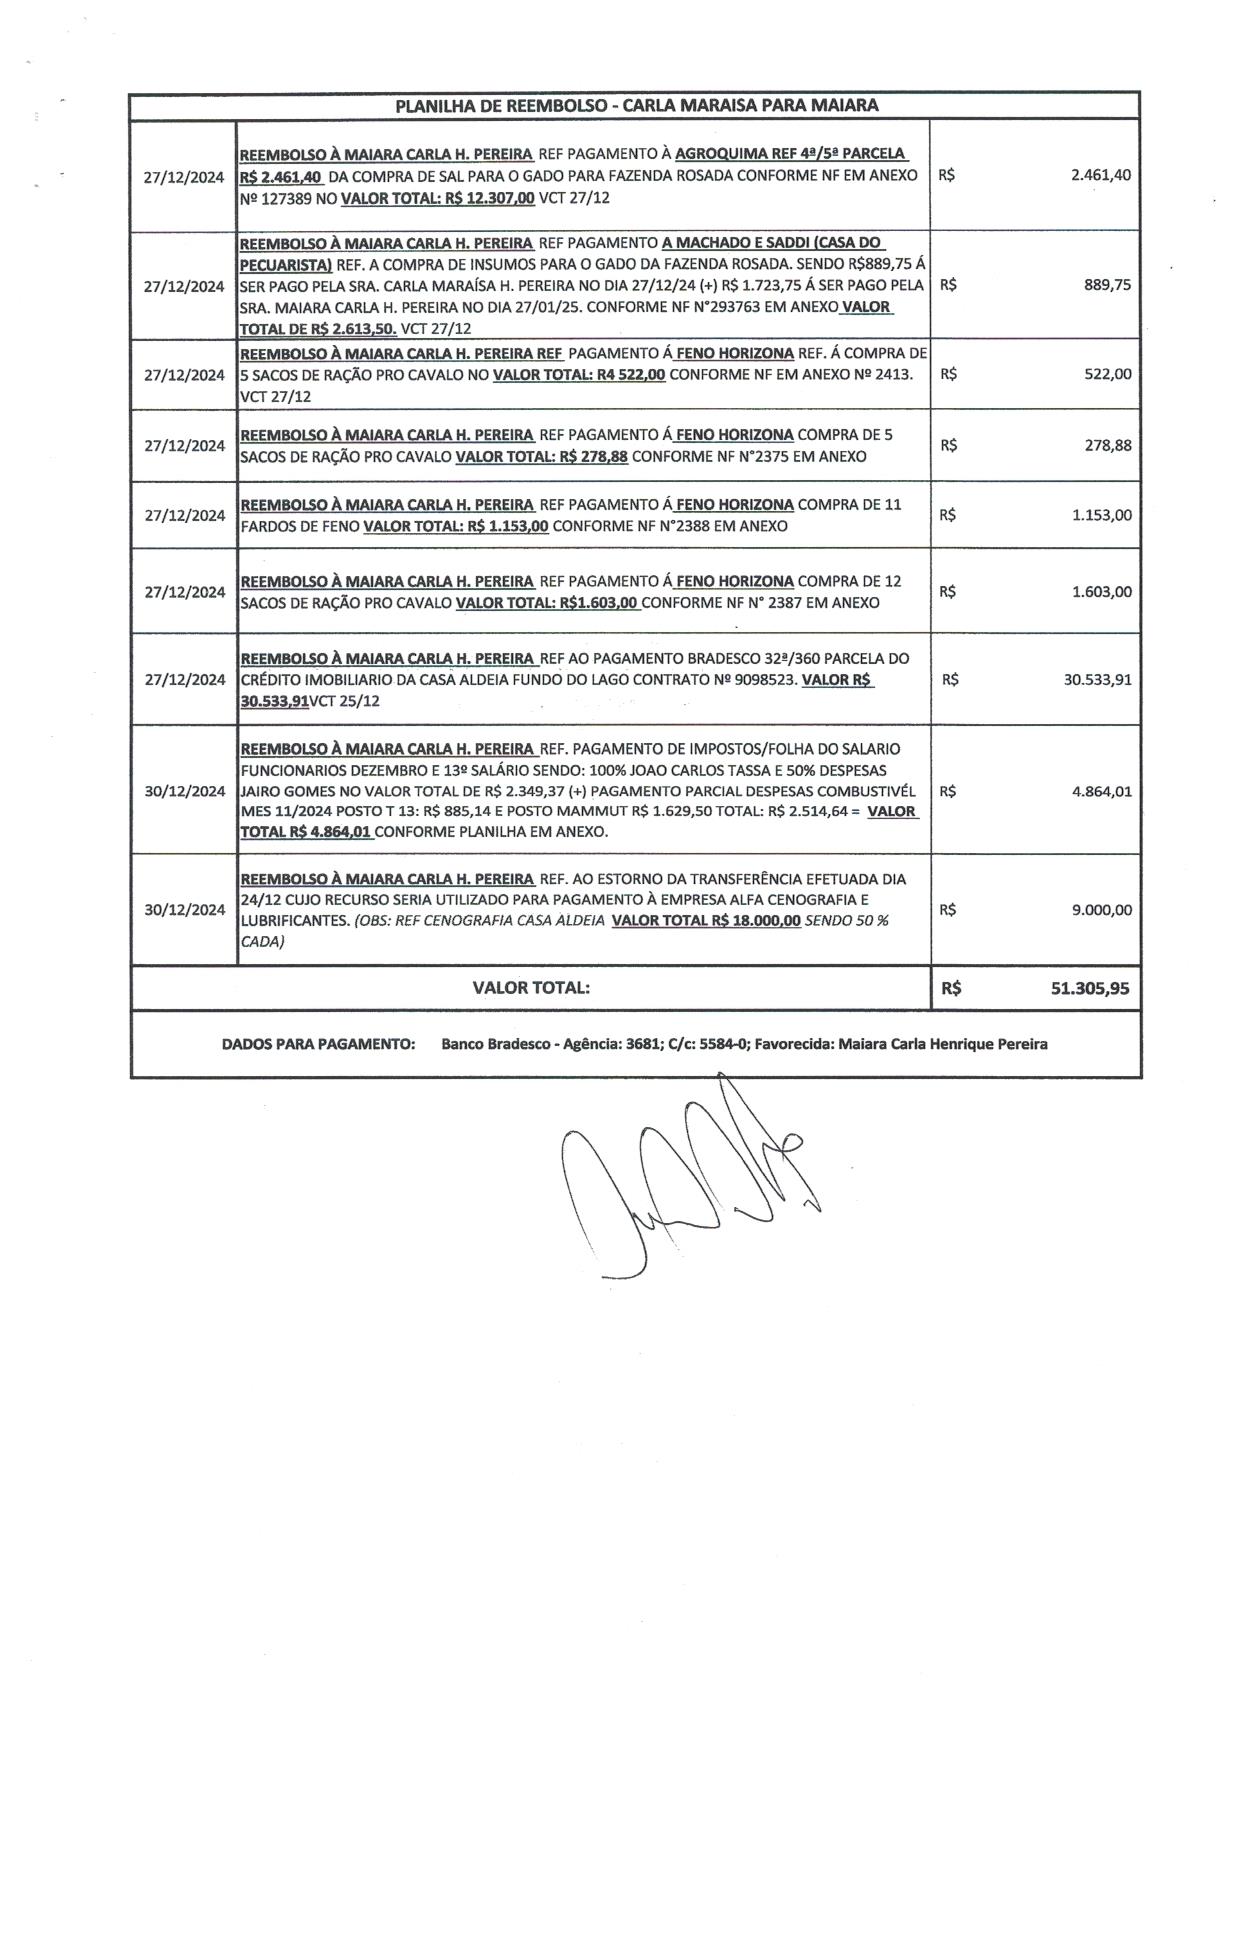 PLANILHA DE REEMBOLSO - CARLA MARAISA PARA MAIARA
27/12/2024
REEMBOLSO À MAIARA CARLA H. PEREIRA REF PAGAMENTO À AGROQUIMA REF 4ª/5ª PARCELA
R$ 2.461,40 DA COMPRA DE SAL PARA O GADO PARA FAZENDA ROSADA CONFORME NF EM ANEXO
Nº 127389 NO VALOR TOTAL: R$ 12.307,00 VCT 27/12
R$ 2.461,40
27/12/2024
REEMBOLSO À MAIARA CARLA H. PEREIRA REF PAGAMENTO A MACHADO E SADDI (CASA DO
PECUARISTA) REF. A COMPRA DE INSUMOS PARA O GADO DA FAZENDA ROSADA. SENDO R$889,75 Á
SER PAGO PELA SRA. CARLA MARAÍSA H. PEREIRA NO DIA 27/12/24 (+) R$ 1.723,75 Á SER PAGO PELA
SRA. MAIARA CARLA H. PEREIRA NO DIA 27/01/25. CONFORME NF N°293763 EM ANEXO VALOR
TOTAL DE R$ 2.613,50. VCT 27/12
R$ 889,75
27/12/2024
REEMBOLSO À MAIARA CARLA H. PEREIRA REF PAGAMENTO Á FENO HORIZONA REF. Á COMPRA DE
5 SACOS DE RAÇÃO PRO CAVALO NO VALOR TOTAL: R4 522,00 CONFORME NF EM ANEXO Nº 2413.
VCT 27/12
R$ 522,00
27/12/2024
REEMBOLSO À MAIARA CARLA H. PEREIRA REF PAGAMENTO Á FENO HORIZONA COMPRA DE 5
SACOS DE RAÇÃO PRO CAVALO VALOR TOTAL: R$ 278,88 CONFORME NF N°2375 EM ANEXO
R$ 278,88
27/12/2024
REEMBOLSO À MAIARA CARLA H. PEREIRA REF PAGAMENTO Á FENO HORIZONA COMPRA DE 11
FARDOS DE FENO VALOR TOTAL: R$ 1.153,00 CONFORME NF N°2388 EM ANEXO
R$ 1.153,00
27/12/2024
REEMBOLSO À MAIARA CARLA H. PEREIRA REF PAGAMENTO Á FENO HORIZONA COMPRA DE 12
SACOS DE RAÇÃO PRO CAVALO VALOR TOTAL: R$1.603,00 CONFORME NF N° 2387 EM ANEXO
R$ 1.603,00
27/12/2024
REEMBOLSO À MAIARA CARLA H. PEREIRA REF AO PAGAMENTO BRADESCO 32ª/360 PARCELA DO
CRÉDITO IMOBILIARIO DA CASA ALDEIA FUNDO DO LAGO CONTRATO Nº 9098523. VALOR R$
30.533,91VCT 25/12
R$ 30.533,91
30/12/2024
REEMBOLSO À MAIARA CARLA H. PEREIRA REF. PAGAMENTO DE IMPOSTOS/FOLHA DO SALARIO
FUNCIONARIOS DEZEMBRO E 13º SALÁRIO SENDO: 100% JOAO CARLOS TASSA E 50% DESPESAS
JAIRO GOMES NO VALOR TOTAL DE R$ 2.349,37 (+) PAGAMENTO PARCIAL DESPESAS COMBUSTIVÉL
MES 11/2024 POSTO T 13: R$ 885,14 E POSTO MAMMUT R$ 1.629,50 TOTAL: R$ 2.514,64 = VALOR
TOTAL R$ 4.864,01 CONFORME PLANILHA EM ANEXO.
R$ 4.864,01
30/12/2024
REEMBOLSO À MAIARA CARLA H. PEREIRA REF. AO ESTORNO DA TRANSFERÊNCIA EFETUADA DIA
24/12 CUJO RECURSO SERIA UTILIZADO PARA PAGAMENTO À EMPRESA ALFA CENOGRAFIA E
LUBRIFICANTES. (OBS: REF CENOGRAFIA CASA ALDEIA VALOR TOTAL R$ 18.000,00 SENDO 50 %
CADA)
R$ 9.000,00
VALOR TOTAL: R$ 51.305,95
DADOS PARA PAGAMENTO: Banco Bradesco - Agência: 3681; C/c: 5584-0; Favorecida: Maiara Carla Henrique Pereira